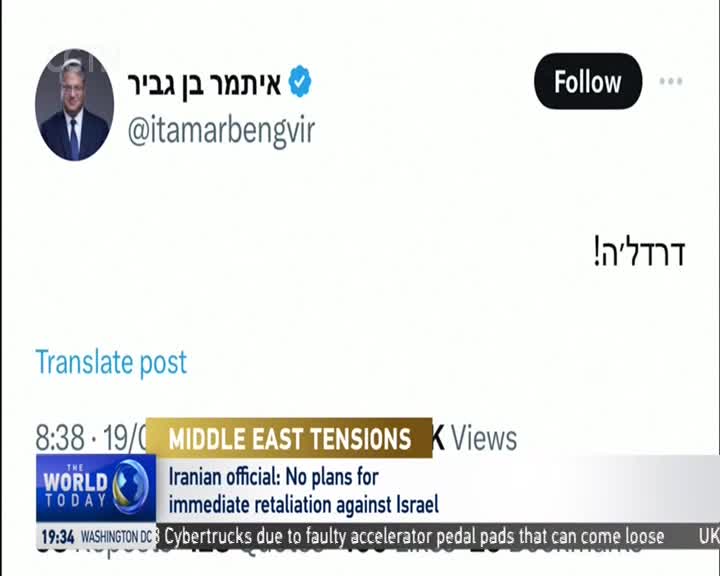 איתמר בן גביר
Follow
@itamarbengvir
דרדל׳ה!
Translate post
8:38 · 19/0
K Views
MIDDLE EAST TENSIONS
THE WORLD TODAY
Iranian official: No plans for
immediate retaliation against Israel
19:34 WASHINGTON DC
Cybertrucks due to faulty accelerator pedal pads that can come loose
UK